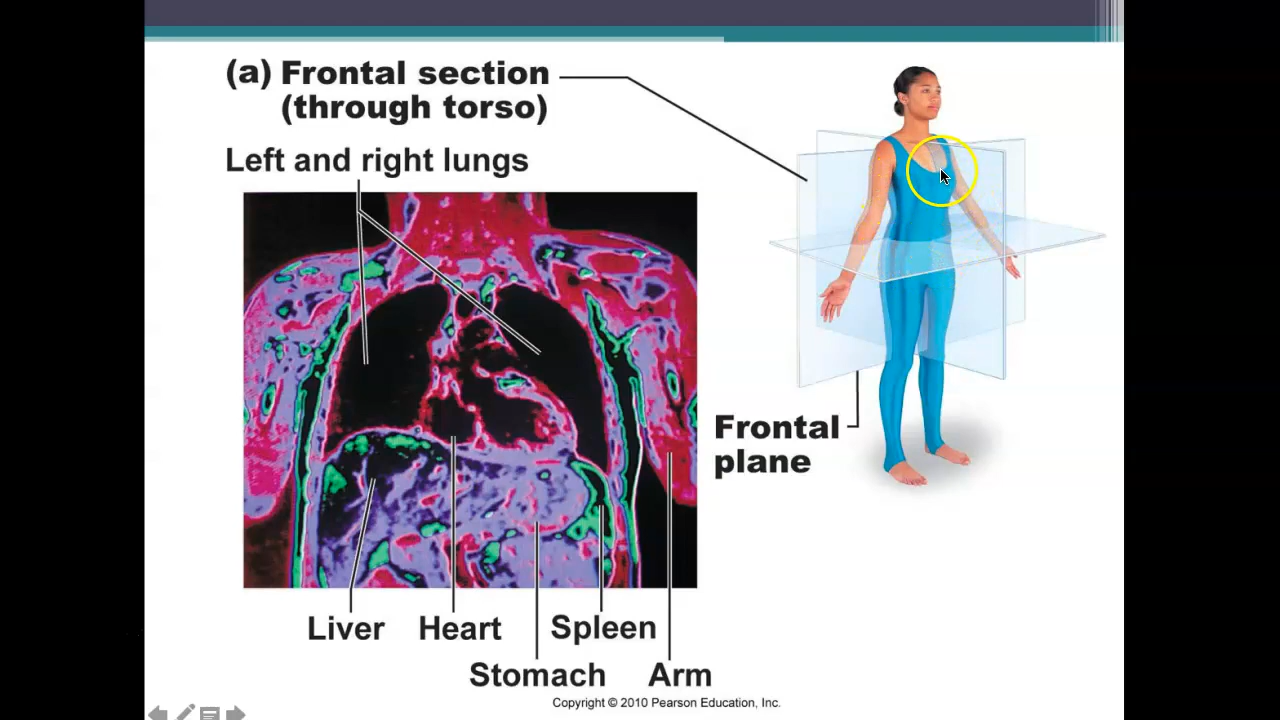 (a) Frontal section
(through torso)
Left and right lungs
Frontal
plane
Liver Heart Spleen
Stomach Arm
Copyright © 2010 Pearson Education, Inc.